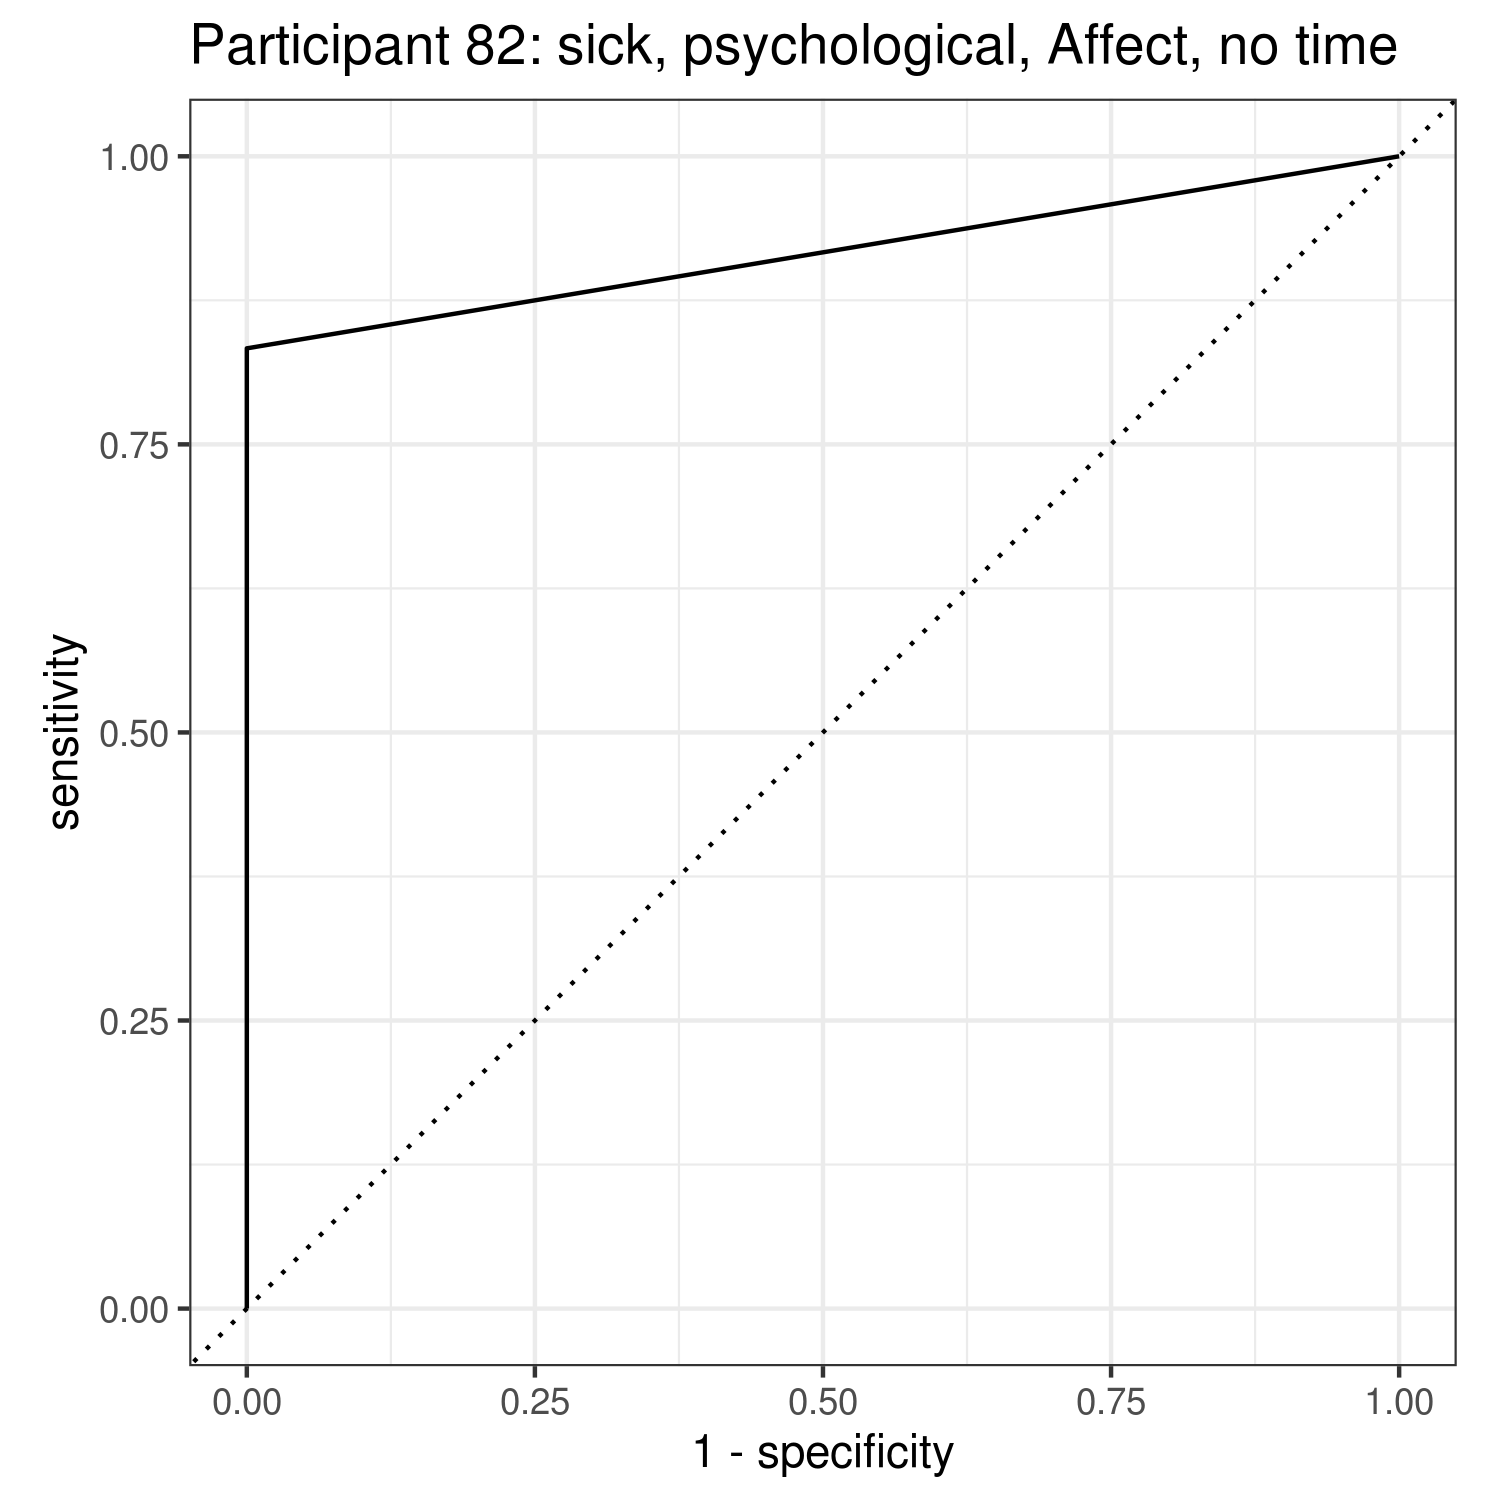 Participant 82: sick, psychological, Affect, no time
1.00
0.75
0.50
0.25
0.00
sensitivity
0.00 0.25 0.50 0.75 1.00
1 - specificity